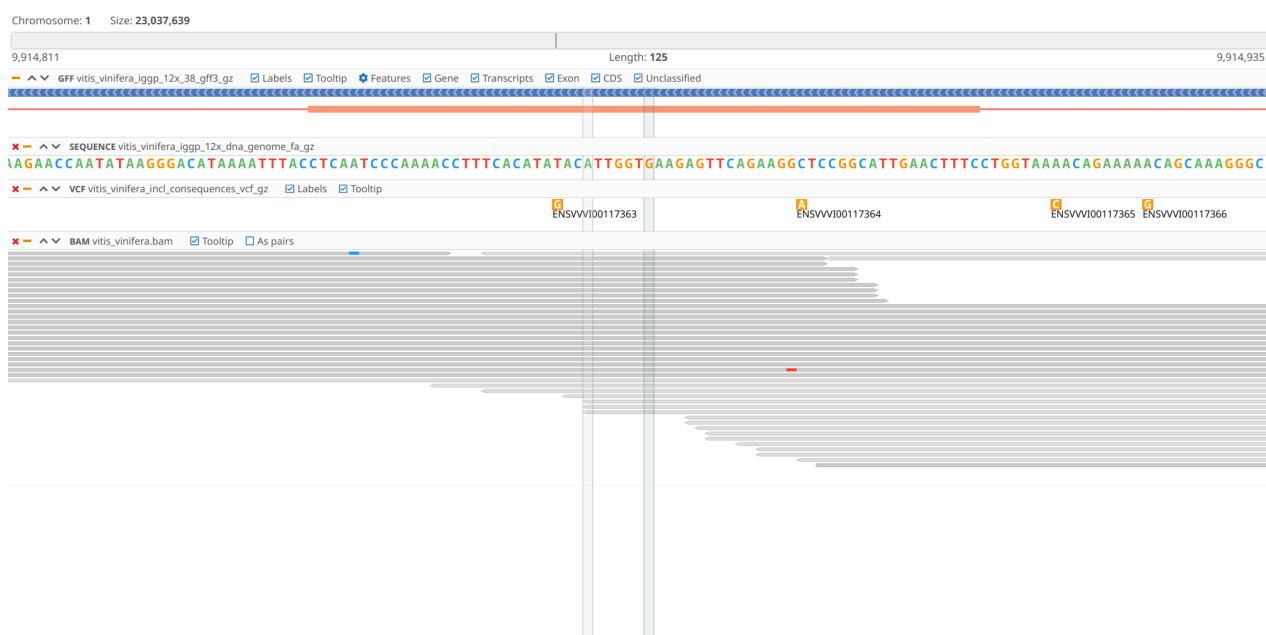 Chromosome: 1 Size: 23,037,639
9,914,811 Length: 125 9,914,935
GFF vitis_vinifera_iggp_12x_38_gff3_gz Labels Tooltip Features Gene Transcripts Exon CDS Unclassified
SEQUENCE vitis_vinifera_iggp_12x_dna_genome_fa_gz
AAGAACCAATATAAGGGACATAAAATTTACCTCAATCCCAAAACCTTTCACATATACATTGGTGAAGAGTTCAGAAGGCTCCGGCATTGAACTTTCCTGGTAAAACAGAAAAACAGCAAAGGGC
VCF vitis_vinifera_incl_consequences_vcf_gz Labels Tooltip
G A C G
ENSVVVI00117363 ENSVVVI00117364 ENSVVVI00117365 ENSVVVI00117366
BAM vitis_vinifera.bam Tooltip As pairs